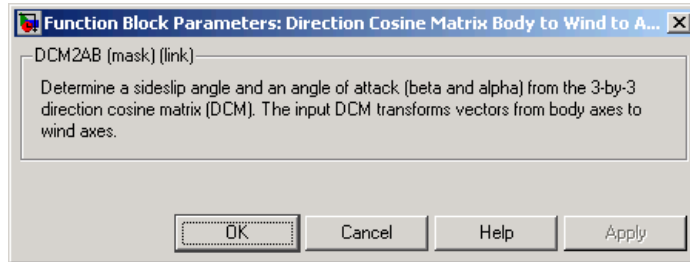 Function Block Parameters: Direction Cosine Matrix Body to Wind to A...
DCM2AB (mask) (link)
Determine a sideslip angle and an angle of attack (beta and alpha) from the 3-by-3
direction cosine matrix (DCM). The input DCM transforms vectors from body axes to
wind axes.
OK Cancel Help Apply